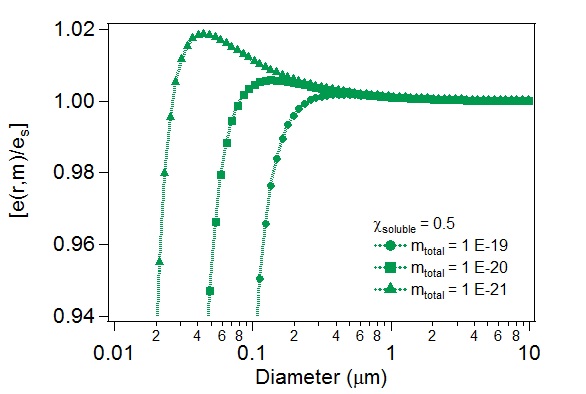 1.02
1.00
0.98
0.96
0.94
[e(r,m)/es]
χsoluble = 0.5
mtotal = 1 E-19
mtotal = 1 E-20
mtotal = 1 E-21
2 4 6 8 2 4 6 8 2 4 6 8
0.01 0.1 1 10
Diameter (μm)